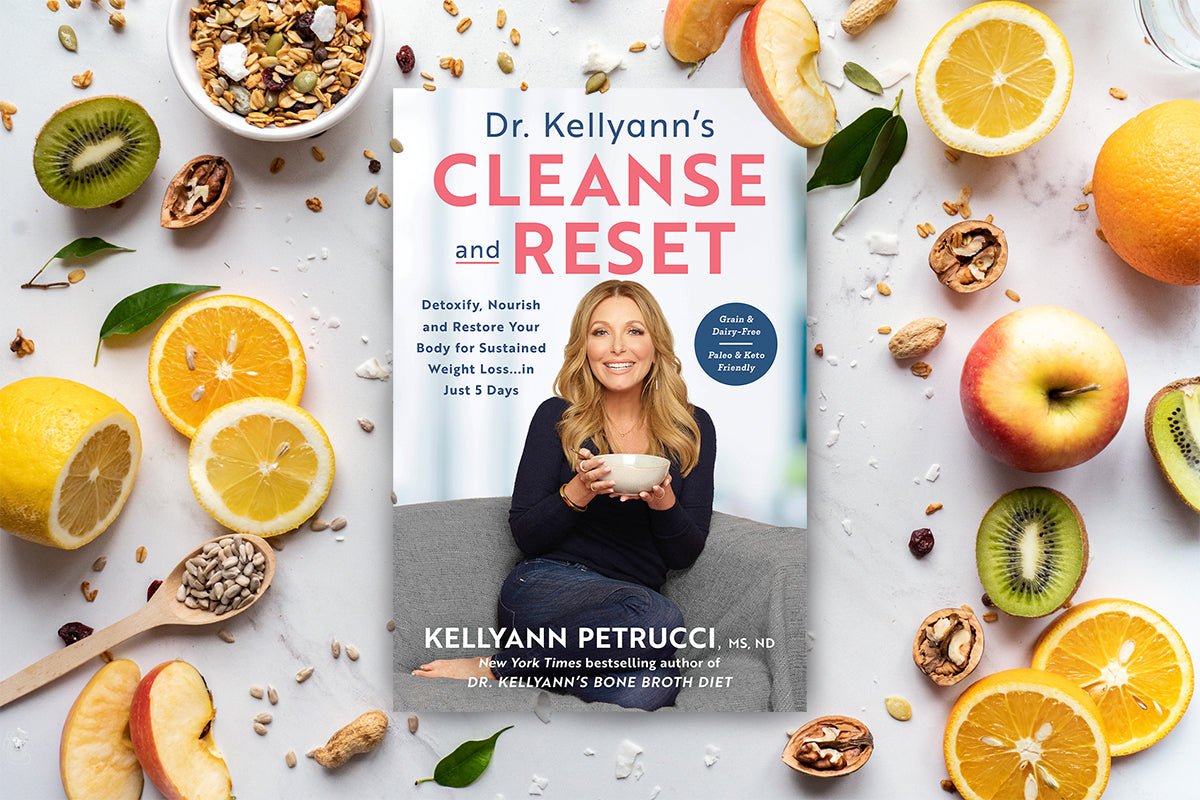 Dr. Kellyann's
CLEANSE
and RESET
Detoxify, Nourish
and Restore Your
Body for Sustained
Weight Loss...in
Just 5 Days
Grain &
Dairy-Free
Paleo & Keto
Friendly
KELLYANN PETRUCCI, MS, ND
New York Times bestselling author of
DR. KELLYANN'S BONE BROTH DIET